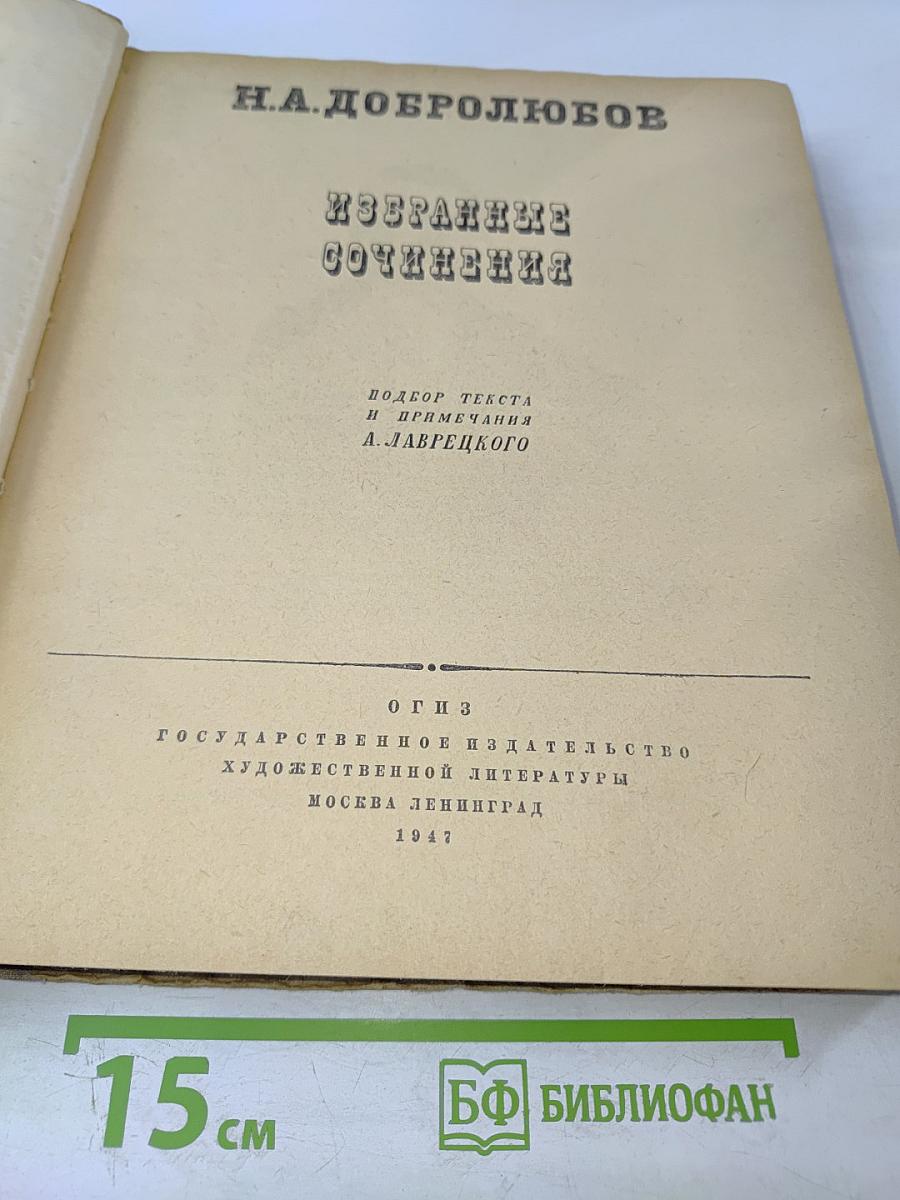 Н.А.ДОБРОЛЮБОВ
ИЗБРАННЫЕ
СОЧИНЕНИЯ
ПОДБОР ТЕКСТА
И ПРИМЕЧАНИЯ
А.ЛАВРЕЦКОГО
ОГИЗ
ГОСУДАРСТВЕННОЕ ИЗДАТЕЛЬСТВО
ХУДОЖЕСТВЕННОЙ ЛИТЕРАТУРЫ
МОСКВА ЛЕНИНГРАД
1947
15 см
БФ БИБЛИОФАН